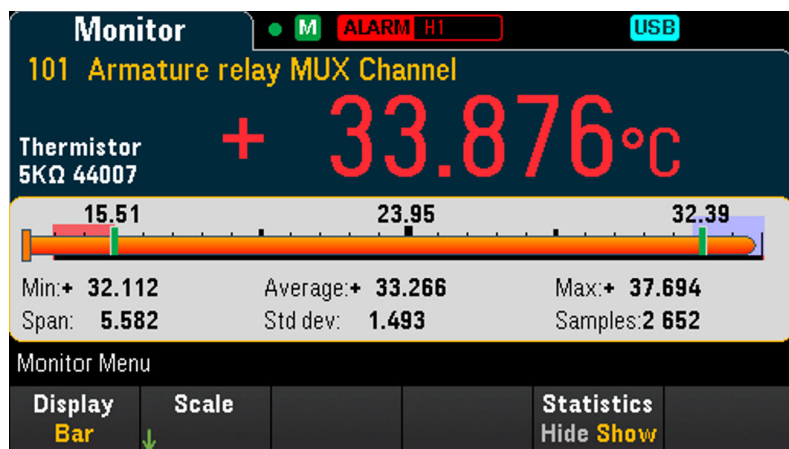 Monitor M ALARM H1 USB
101 Armature relay MUX Channel
+ 33.876°C
Thermistor
5KΩ 44007
15.51 23.95 32.39
Min:+ 32.112 Average:+ 33.266 Max:+ 37.694
Span: 5.582 Std dev: 1.493 Samples:2 652
Monitor Menu
Display Scale Statistics
Bar Hide Show